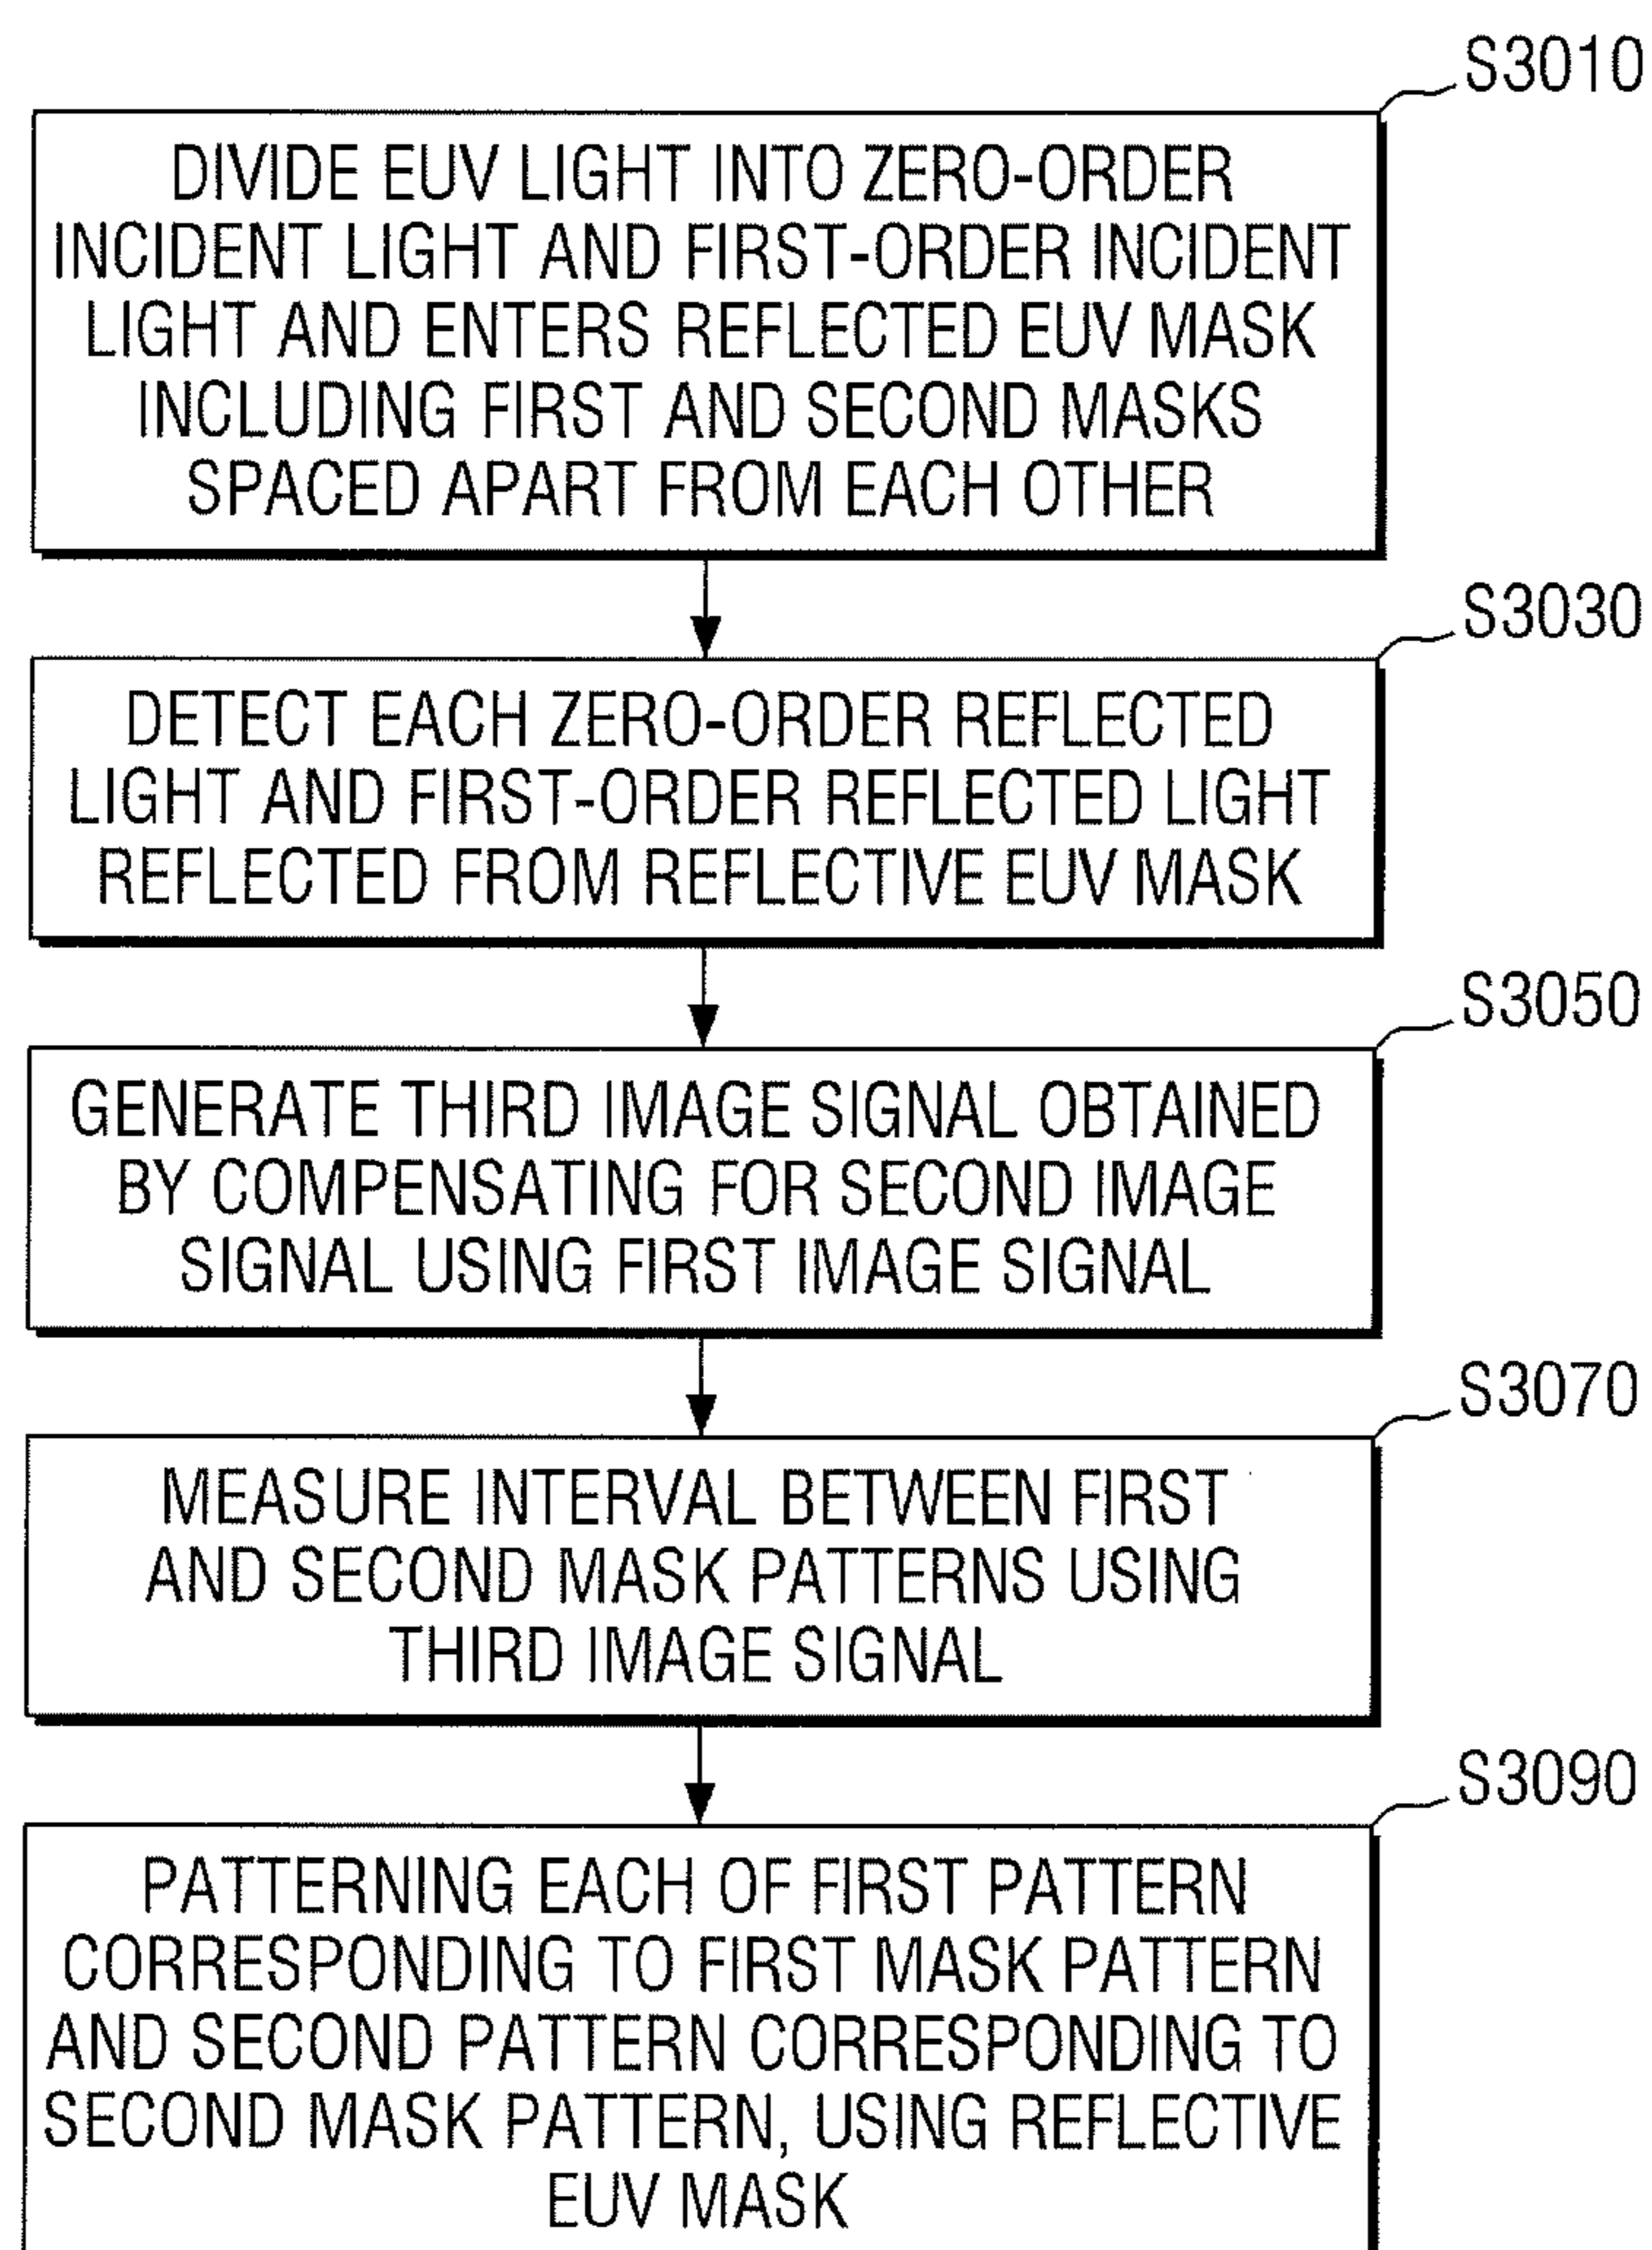 S3010
DIVIDE EUV LIGHT INTO ZERO-ORDER
INCIDENT LIGHT AND FIRST-ORDER INCIDENT
LIGHT AND ENTERS REFLECTED EUV MASK
INCLUDING FIRST AND SECOND MASKS
SPACED APART FROM EACH OTHER
S3030
DETECT EACH ZERO-ORDER REFLECTED
LIGHT AND FIRST-ORDER REFLECTED LIGHT
REFLECTED FROM REFLECTIVE EUV MASK
S3050
GENERATE THIRD IMAGE SIGNAL OBTAINED
BY COMPENSATING FOR SECOND IMAGE
SIGNAL USING FIRST IMAGE SIGNAL
S3070
MEASURE INTERVAL BETWEEN FIRST
AND SECOND MASK PATTERNS USING
THIRD IMAGE SIGNAL
S3090
PATTERNING EACH OF FIRST PATTERN
CORRESPONDING TO FIRST MASK PATTERN
AND SECOND PATTERN CORRESPONDING TO
SECOND MASK PATTERN, USING REFLECTIVE
EUV MASK